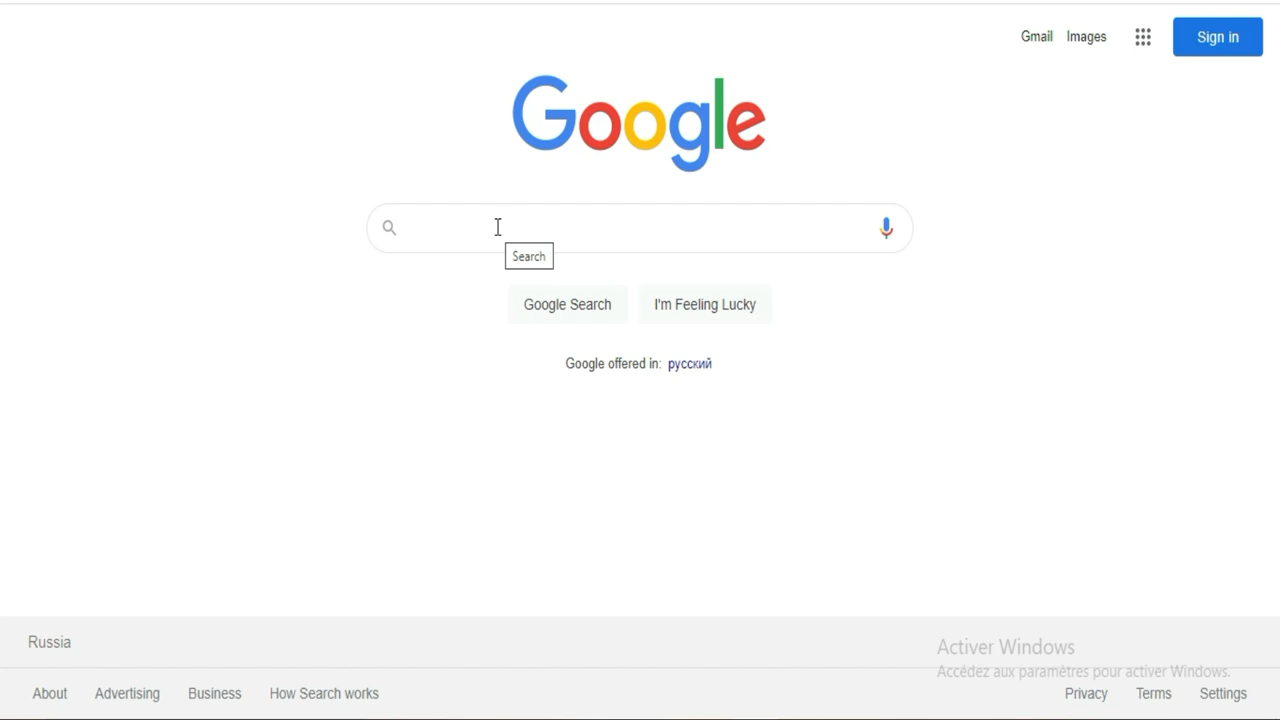 Gmail Images Sign in
Google
Search
Google Search I'm Feeling Lucky
Google offered in: русский
Russia
Activer Windows
Accédez aux paramètres pour activer Windows.
About Advertising Business How Search works Privacy Terms Settings